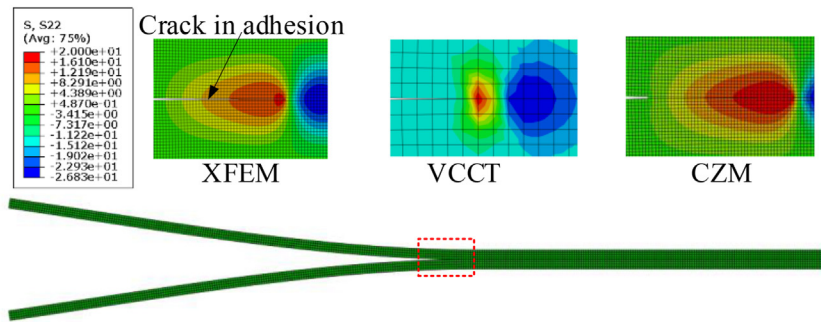 S, S22
(Avg: 75%)
+2.000e+01
+1.610e+01
+1.219e+01
+8.291e+00
+4.389e+00
+4.870e-01
-3.415e+00
-7.317e+00
-1.122e+01
-1.512e+01
-1.902e+01
-2.293e+01
-2.683e+01
Crack in adhesion
XFEM
VCCT
CZM